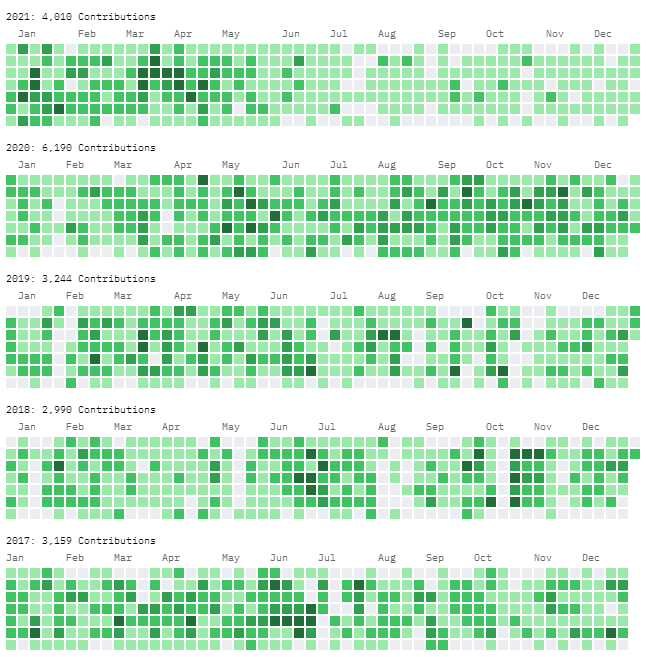 2021: 4,010 Contributions
Jan Feb Mar Apr May Jun Jul Aug Sep Oct Nov Dec
2020: 6,190 Contributions
Jan Feb Mar Apr May Jun Jul Aug Sep Oct Nov Dec
2019: 3,244 Contributions
Jan Feb Mar Apr May Jun Jul Aug Sep Oct Nov Dec
2018: 2,990 Contributions
Jan Feb Mar Apr May Jun Jul Aug Sep Oct Nov Dec
2017: 3,159 Contributions
Jan Feb Mar Apr May Jun Jul Aug Sep Oct Nov Dec